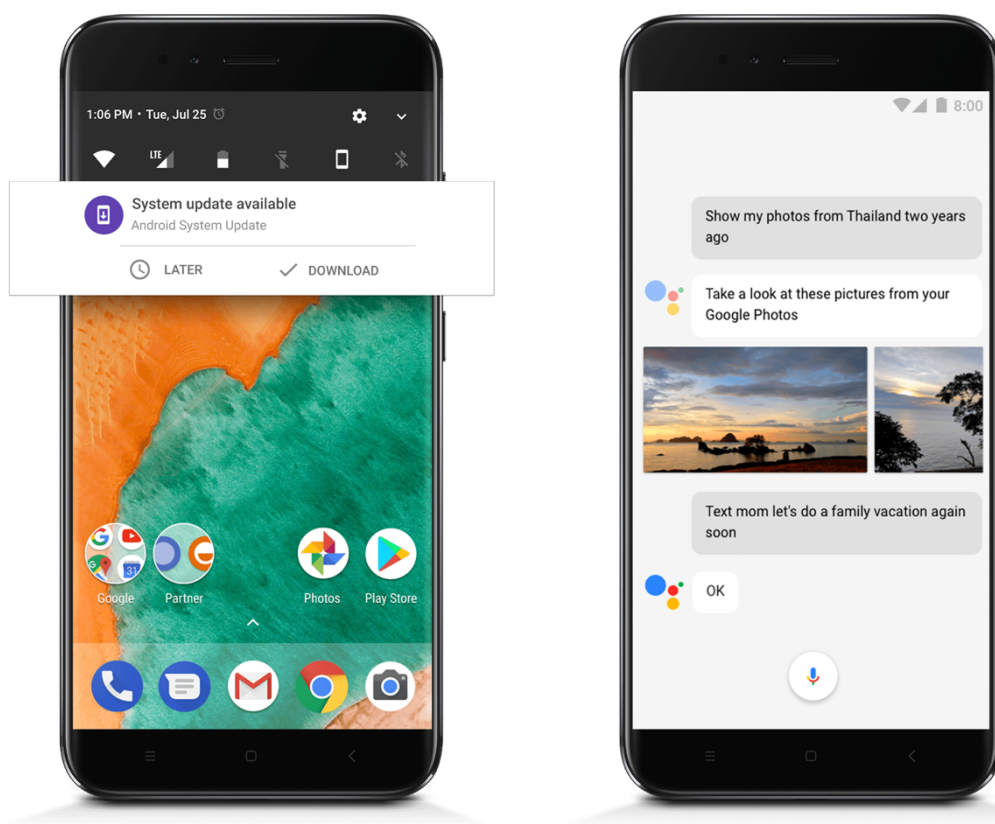 1:06 PM • Tue, Jul 25
LTE
System update available
Android System Update
LATER
DOWNLOAD
G
G
31
Google
Partner
Photos
Play Store
8:00
Show my photos from Thailand two years
ago
Take a look at these pictures from your
Google Photos
Text mom let's do a family vacation again
soon
OK